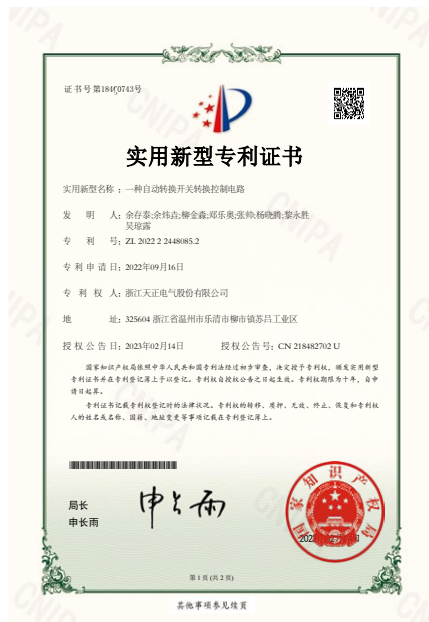 证书号第18460743号
实用新型专利证书
实用新型名称：一种自动转换开关转换控制电路
发明人：余存泰;余炜垚;柳金淼;郑乐奥;张帅;杨晓腾;黎永胜
吴琼露
专利号：ZL 2022 2 2448085.2
专利申请日：2022年09月16日
专利权人：浙江天正电气股份有限公司
地址：325604 浙江省温州市乐清市柳市镇苏吕工业区
授权公告日：2023年02月14日 授权公告号：CN 218482702 U
国家知识产权局依照中华人民共和国专利法经过初步审查，决定授予专利权，颁发实用新型
专利证书并在专利登记簿上予以登记。专利权自授权公告之日起生效。专利权期限为十年，自申
请日起算。
专利证书记载专利权登记时的法律状况。专利权的转移、质押、无效、终止、恢复和专利权
人的姓名或名称、国籍、地址变更等事项记载在专利登记簿上。
局长
申长雨
申长雨
国家知识产权局
第 1 页 (共 2 页)
其他事项参见续页
CNIPA